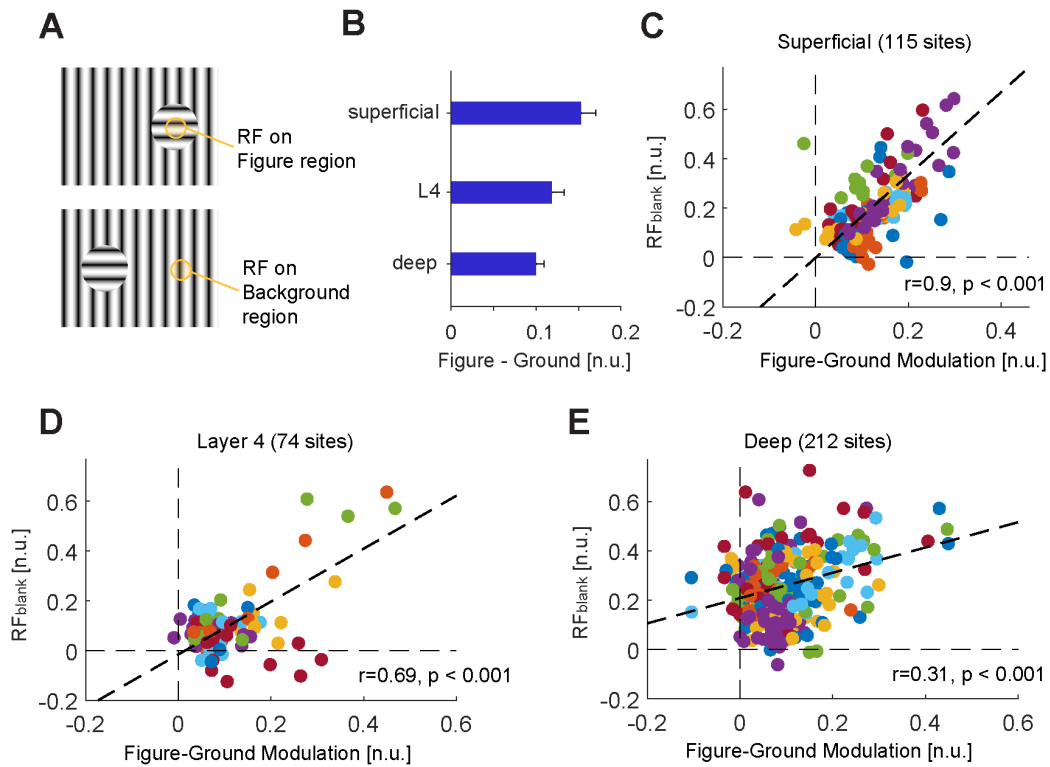 A
RF on
Figure region
RF on
Background
region
B
superficial
L4
deep
0
0.1
0.2
Figure - Ground [n.u.]
C
Superficial (115 sites)
RFblank [n.u.]
0.6
0.4
0.2
0
-0.2
r=0.9, p < 0.001
-0.2
0
0.2
0.4
Figure-Ground Modulation [n.u.]
D
Layer 4 (74 sites)
RFblank [n.u.]
0.6
0.4
0.2
0
-0.2
r=0.69, p < 0.001
-0.2
0
0.2
0.4
0.6
Figure-Ground Modulation [n.u.]
E
Deep (212 sites)
RFblank [n.u.]
0.6
0.4
0.2
0
-0.2
r=0.31, p < 0.001
-0.2
0
0.2
0.4
0.6
Figure-Ground Modulation [n.u.]